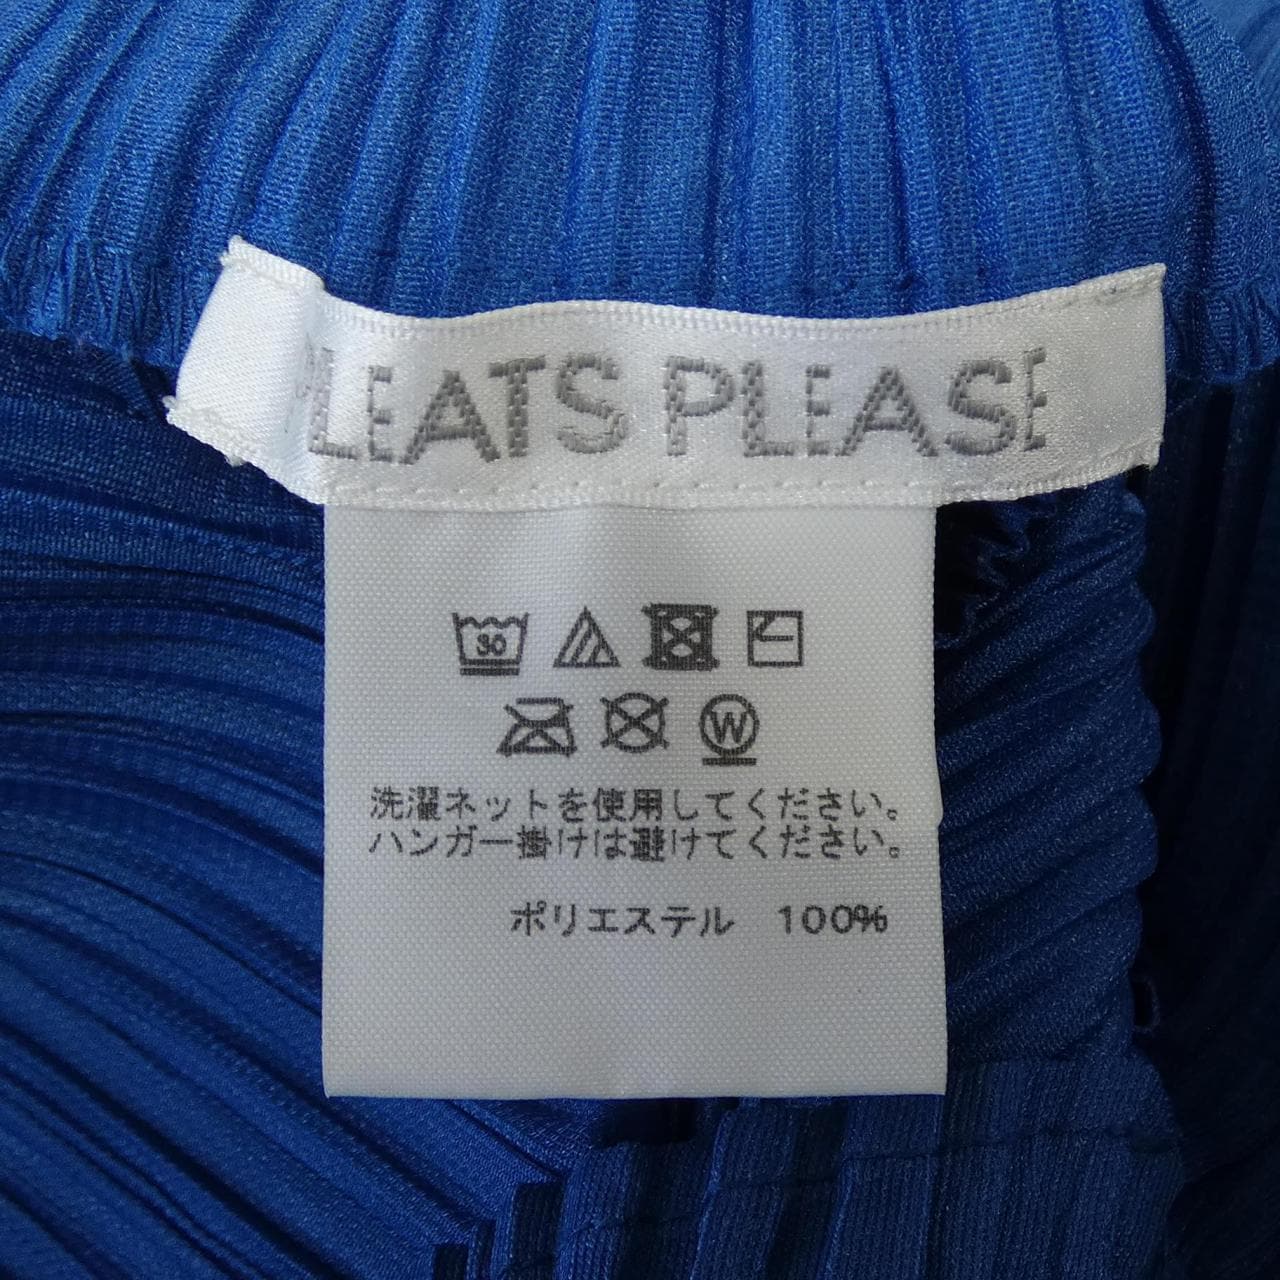 PLEATS PLEASE
30
W
洗濯ネットを使用してください。
ハンガー掛けは避けてください。
ポリエステル 100%